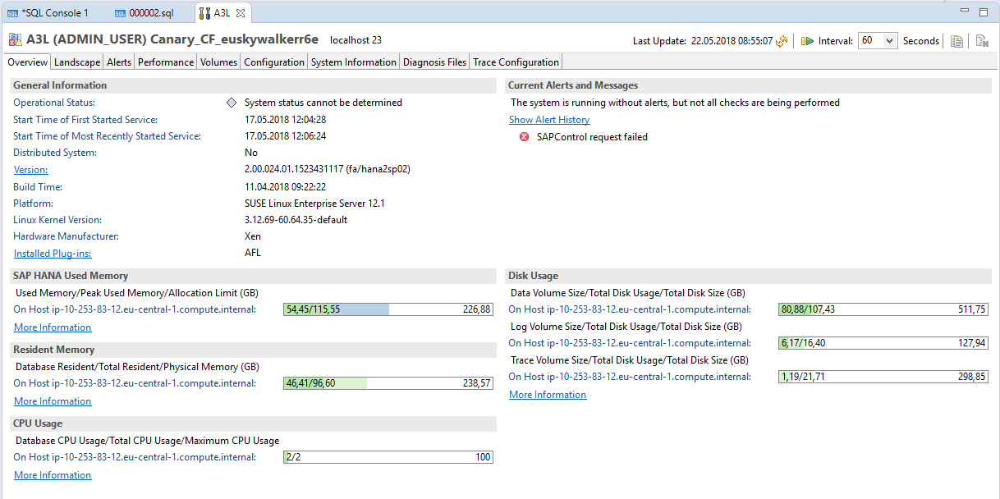 *SQL Console 1 000002.sql A3L
A3L (ADMIN_USER) Canary_CF_euskywalkerr6e localhost 23
Last Update: 22.05.2018 08:55:07 Interval: 60 Seconds
Overview Landscape Alerts Performance Volumes Configuration System Information Diagnosis Files Trace Configuration
General Information
Operational Status: System status cannot be determined
Start Time of First Started Service: 17.05.2018 12:04:28
Start Time of Most Recently Started Service: 17.05.2018 12:06:24
Distributed System: No
Version: 2.00.024.01.1523431117 (fa/hana2sp02)
Build Time: 11.04.2018 09:22:22
Platform: SUSE Linux Enterprise Server 12.1
Linux Kernel Version: 3.12.69-60.64.35-default
Hardware Manufacturer: Xen
Installed Plug-ins: AFL
Current Alerts and Messages
The system is running without alerts, but not all checks are being performed
Show Alert History
SAPControl request failed
SAP HANA Used Memory
Used Memory/Peak Used Memory/Allocation Limit (GB)
On Host ip-10-253-83-12.eu-central-1.compute.internal: 54,45/115,55 226,88
More Information
Resident Memory
Database Resident/Total Resident/Physical Memory (GB)
On Host ip-10-253-83-12.eu-central-1.compute.internal: 46,41/96,60 238,57
More Information
CPU Usage
Database CPU Usage/Total CPU Usage/Maximum CPU Usage
On Host ip-10-253-83-12.eu-central-1.compute.internal: 2/2 100
More Information
Disk Usage
Data Volume Size/Total Disk Usage/Total Disk Size (GB)
On Host ip-10-253-83-12.eu-central-1.compute.internal: 80,88/107,43 511,75
Log Volume Size/Total Disk Usage/Total Disk Size (GB)
On Host ip-10-253-83-12.eu-central-1.compute.internal: 6,17/16,40 127,94
Trace Volume Size/Total Disk Usage/Total Disk Size (GB)
On Host ip-10-253-83-12.eu-central-1.compute.internal: 1,19/21,71 298,85
More Information